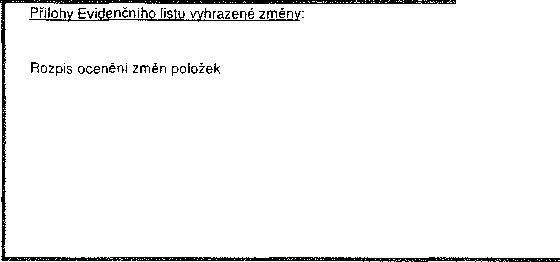 Přílohy Evidenčního listu vyhrazené změny:
Rozpis ocenění změn položek